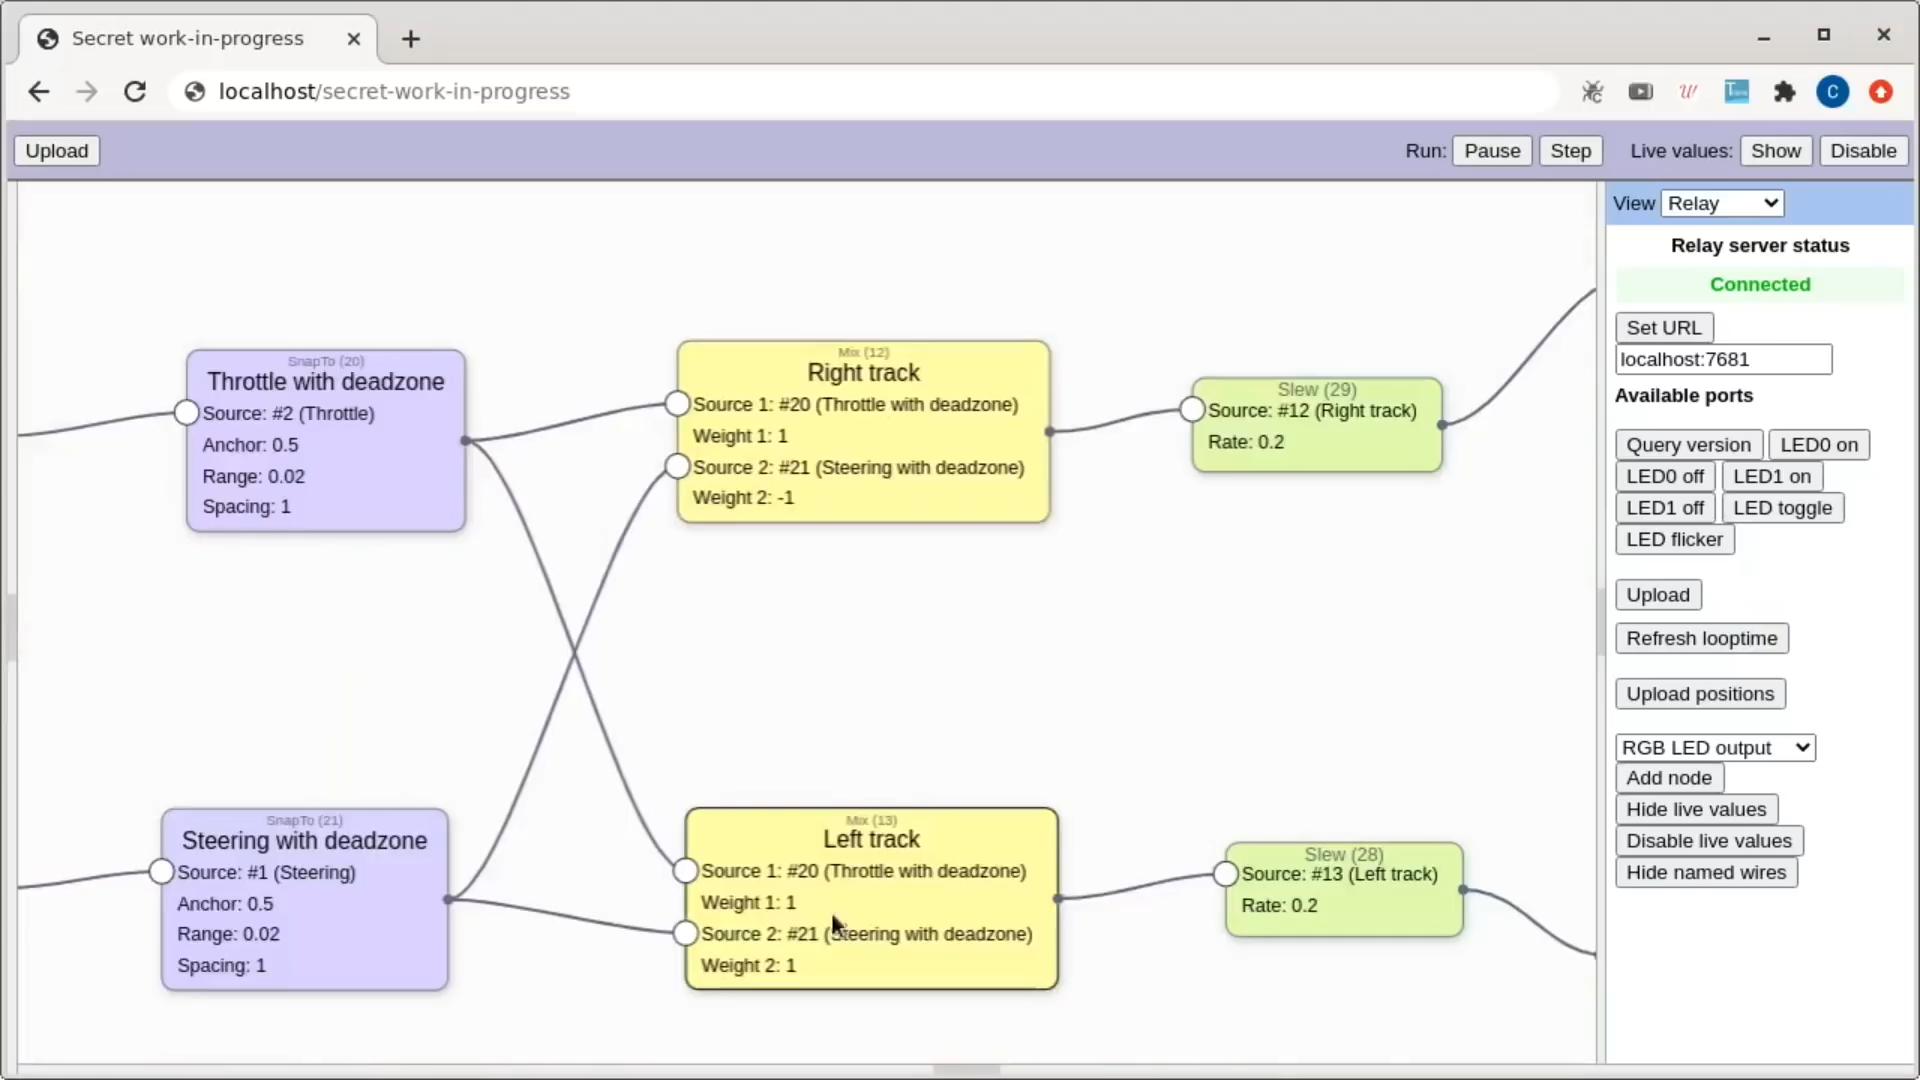 Secret work-in-progress
localhost/secret-work-in-progress
C
Upload
Run: Pause Step Live values: Show Disable
View Relay
Relay server status
Connected
Set URL
localhost:7681
Available ports
Query version LED0 on
LED0 off LED1 on
LED1 off LED toggle
LED flicker
Upload
Refresh looptime
Upload positions
RGB LED output
Add node
Hide live values
Disable live values
Hide named wires
SnapTo (20)
Throttle with deadzone
Source: #2 (Throttle)
Anchor: 0.5
Range: 0.02
Spacing: 1
Mix (12)
Right track
Source 1: #20 (Throttle with deadzone)
Weight 1: 1
Source 2: #21 (Steering with deadzone)
Weight 2: -1
Slew (29)
Source: #12 (Right track)
Rate: 0.2
SnapTo (21)
Steering with deadzone
Source: #1 (Steering)
Anchor: 0.5
Range: 0.02
Spacing: 1
Mix (13)
Left track
Source 1: #20 (Throttle with deadzone)
Weight 1: 1
Source 2: #21 (Steering with deadzone)
Weight 2: 1
Slew (28)
Source: #13 (Left track)
Rate: 0.2